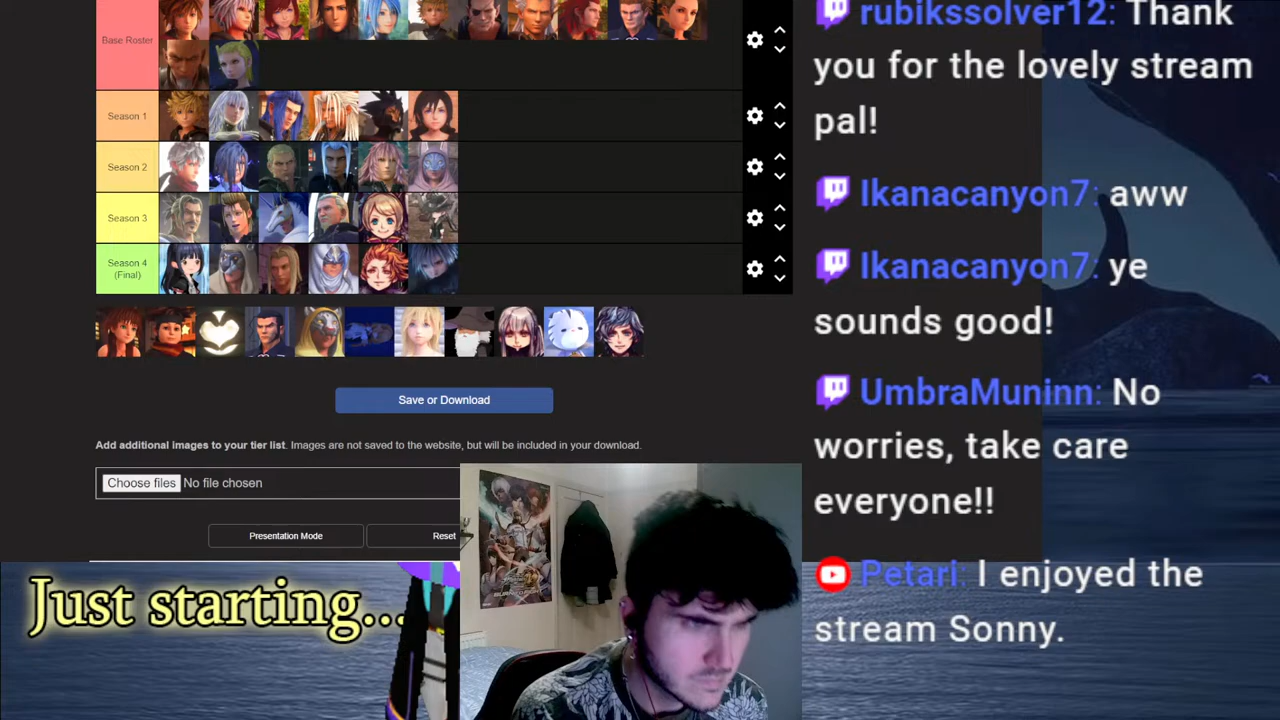 Base Roster
Season 1
Season 2
Season 3
Season 4
(Final)
Save or Download
Add additional images to your tier list. Images are not saved to the website, but will be included in your download.
Choose files No file chosen
Presentation Mode
Reset
Just starting...
rubikssolver12: Thank
you for the lovely stream
pal!
Ikanacanyon7: aww
Ikanacanyon7: ye
sounds good!
UmbraMuninn: No
worries, take care
everyone!!
Petari: I enjoyed the
stream Sonny.